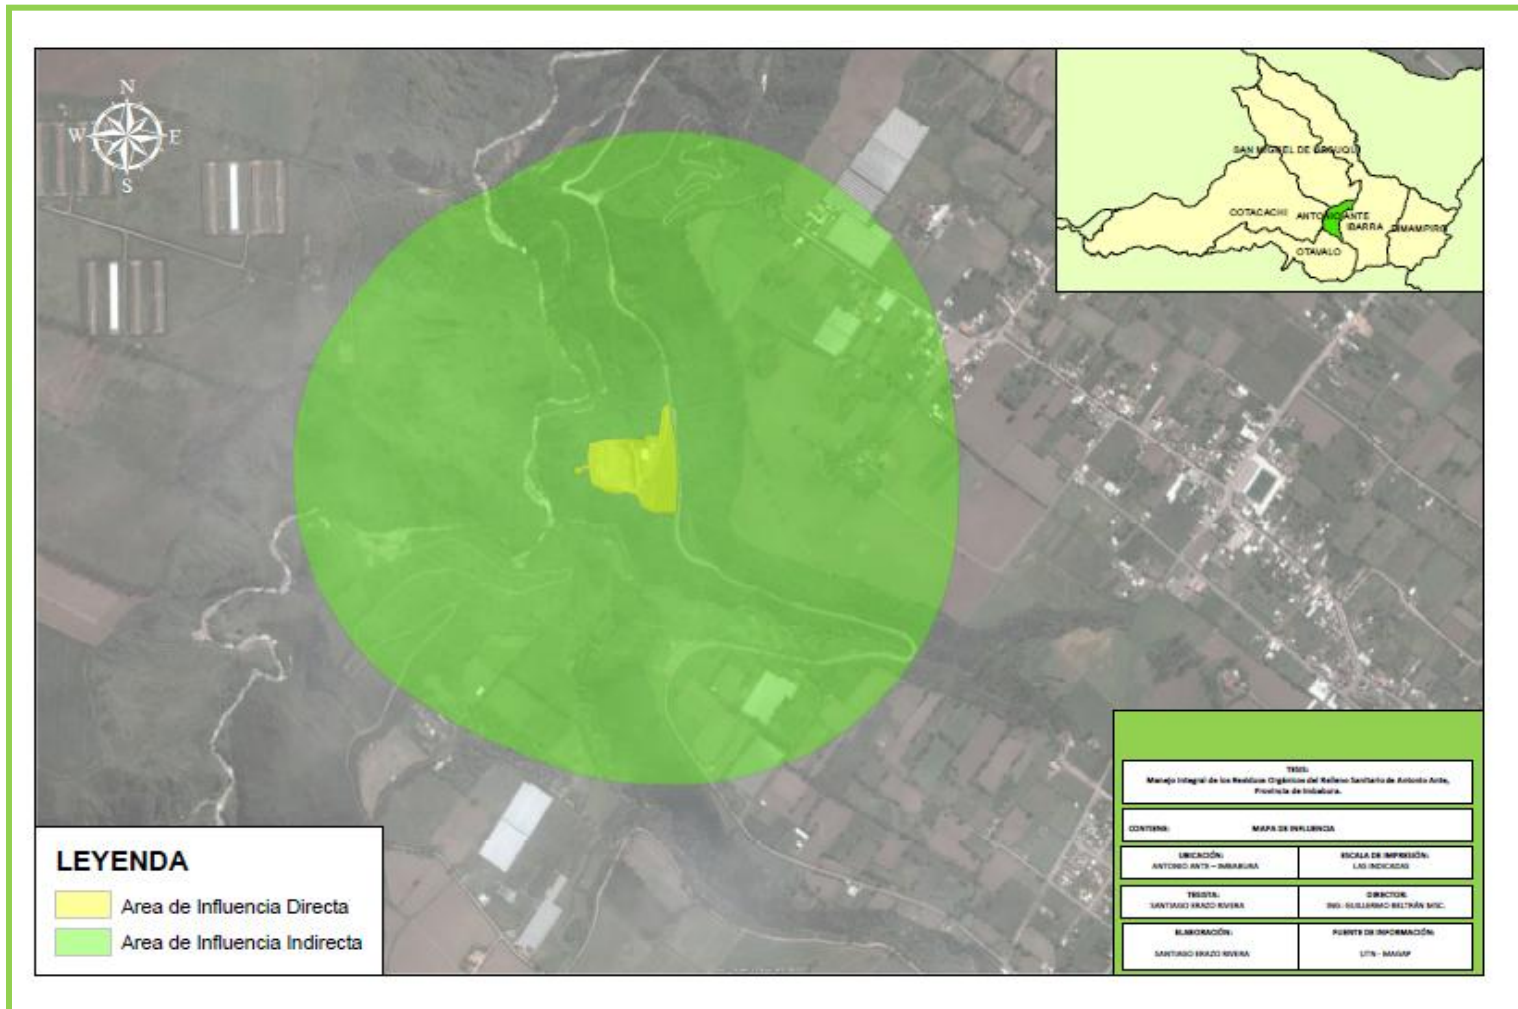 N
W E
S
SAN MIGUEL DE URCUQUI
COTACACHI
ANTONIO ANTE
IBARRA
PIMAMPIRO
OTAVALO
LEYENDA
Area de Influencia Directa
Area de Influencia Indirecta
TESIS:
Manejo Integral de los Residuos Orgánicos del Relleno Sanitario de Antonio Ante,
Provincia de Imbabura.
CONTIENE: MAPA DE INFLUENCIA
UBICACIÓN:
ANTONIO ANTE – IMBABURA
ESCALA DE IMPRESIÓN:
LAS INDICADAS
TESISTA:
SANTIAGO ERAZO RIVERA
DIRECTOR:
ING. GUILLERMO BELTRÁN MSC.
ELABORACIÓN:
SANTIAGO ERAZO RIVERA
FUENTE DE INFORMACIÓN:
UTN - MAGAP